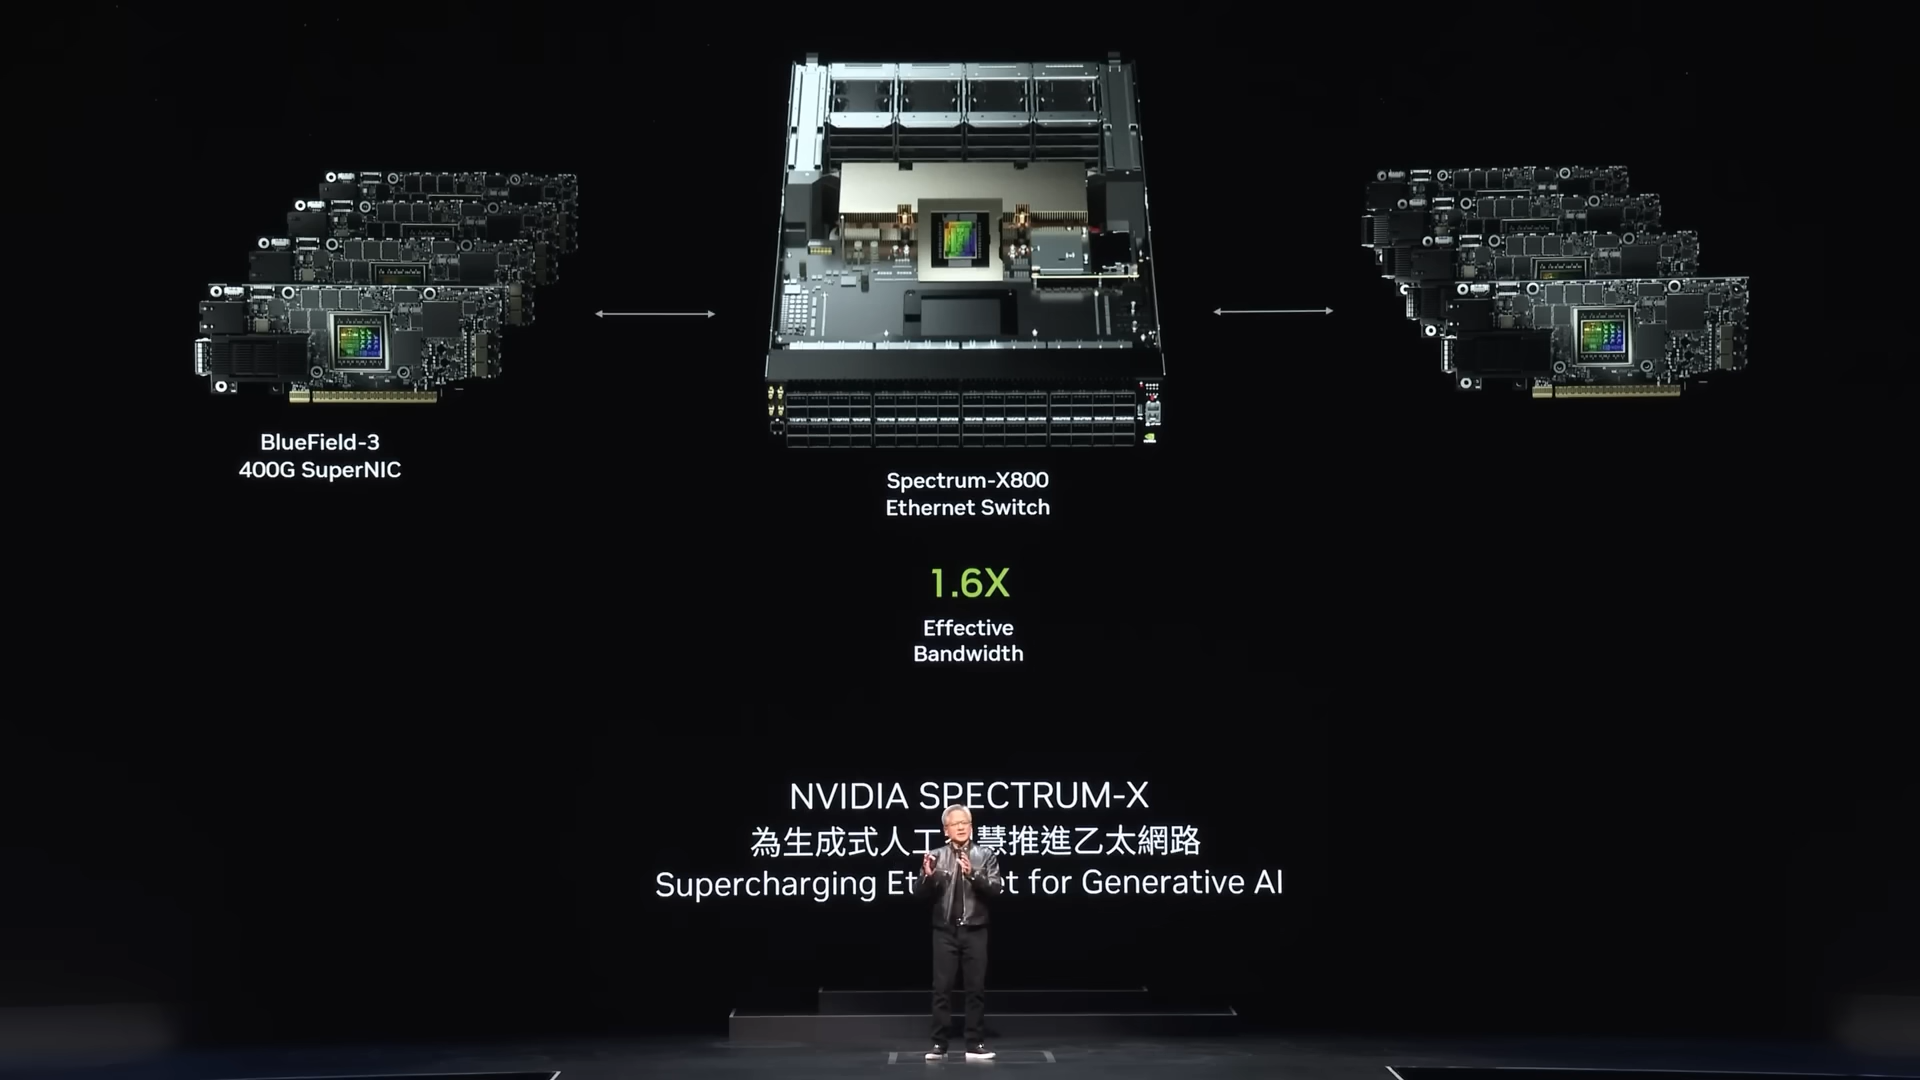 BlueField-3
400G SuperNIC
Spectrum-X800
Ethernet Switch
1.6X
Effective
Bandwidth
NVIDIA SPECTRUM-X
為生成式人工 慧推進乙太網路
Supercharging for Generative AI